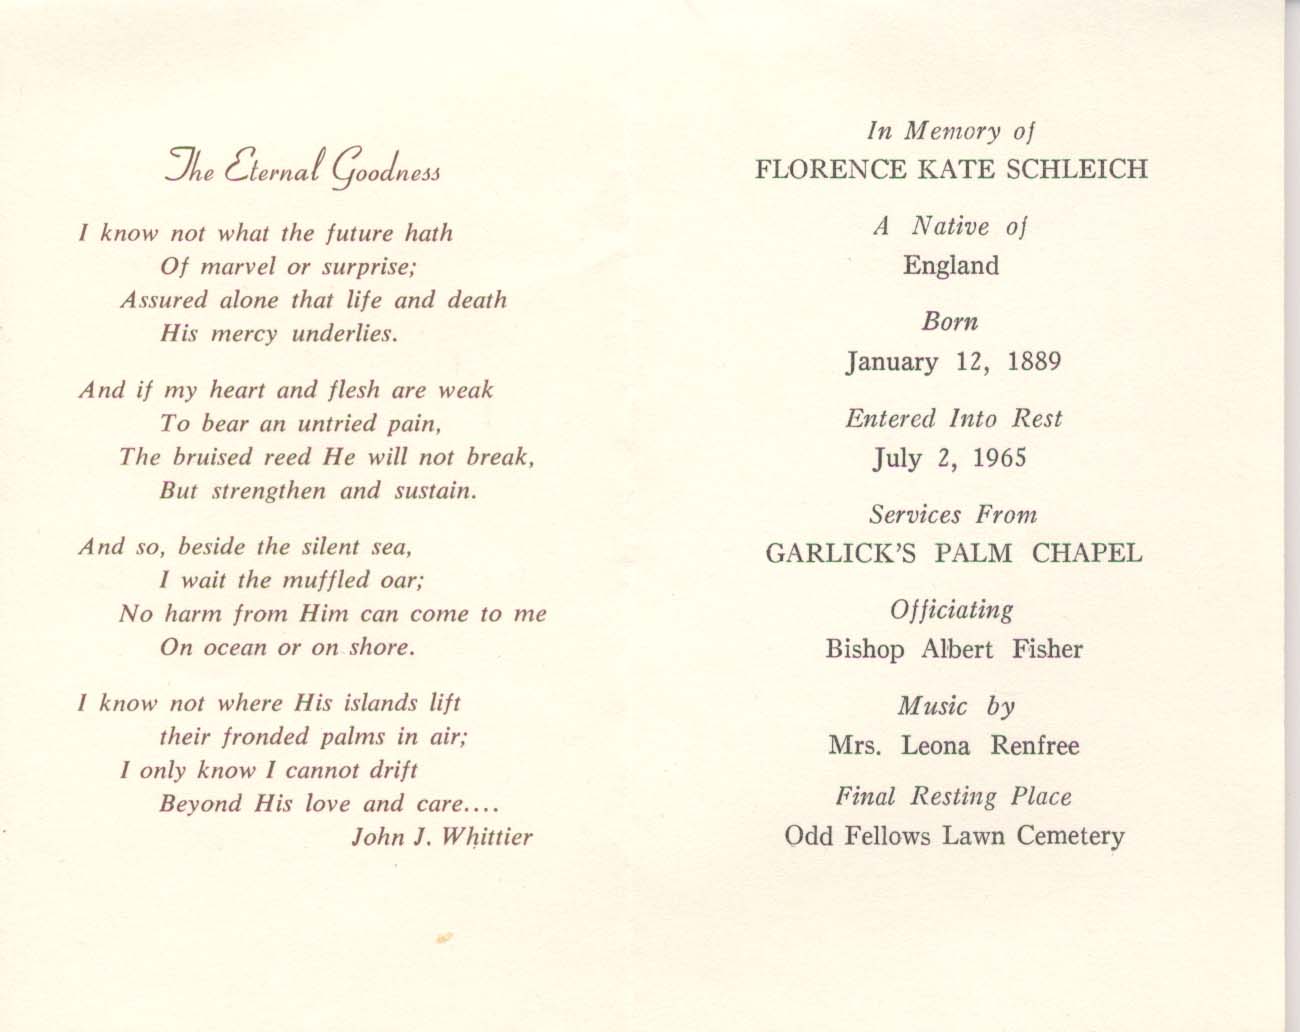 The Eternal Goodness
I know not what the future hath
Of marvel or surprise;
Assured alone that life and death
His mercy underlies.
And if my heart and flesh are weak
To bear an untried pain,
The bruised reed He will not break,
But strengthen and sustain.
And so, beside the silent sea,
I wait the muffled oar;
No harm from Him can come to me
On ocean or on shore.
I know not where His islands lift
their fronded palms in air;
I only know I cannot drift
Beyond His love and care....
John J. Whittier
In Memory of
FLORENCE KATE SCHLEICH
A Native of
England
Born
January 12, 1889
Entered Into Rest
July 2, 1965
Services From
GARLICK'S PALM CHAPEL
Officiating
Bishop Albert Fisher
Music by
Mrs. Leona Renfree
Final Resting Place
Odd Fellows Lawn Cemetery